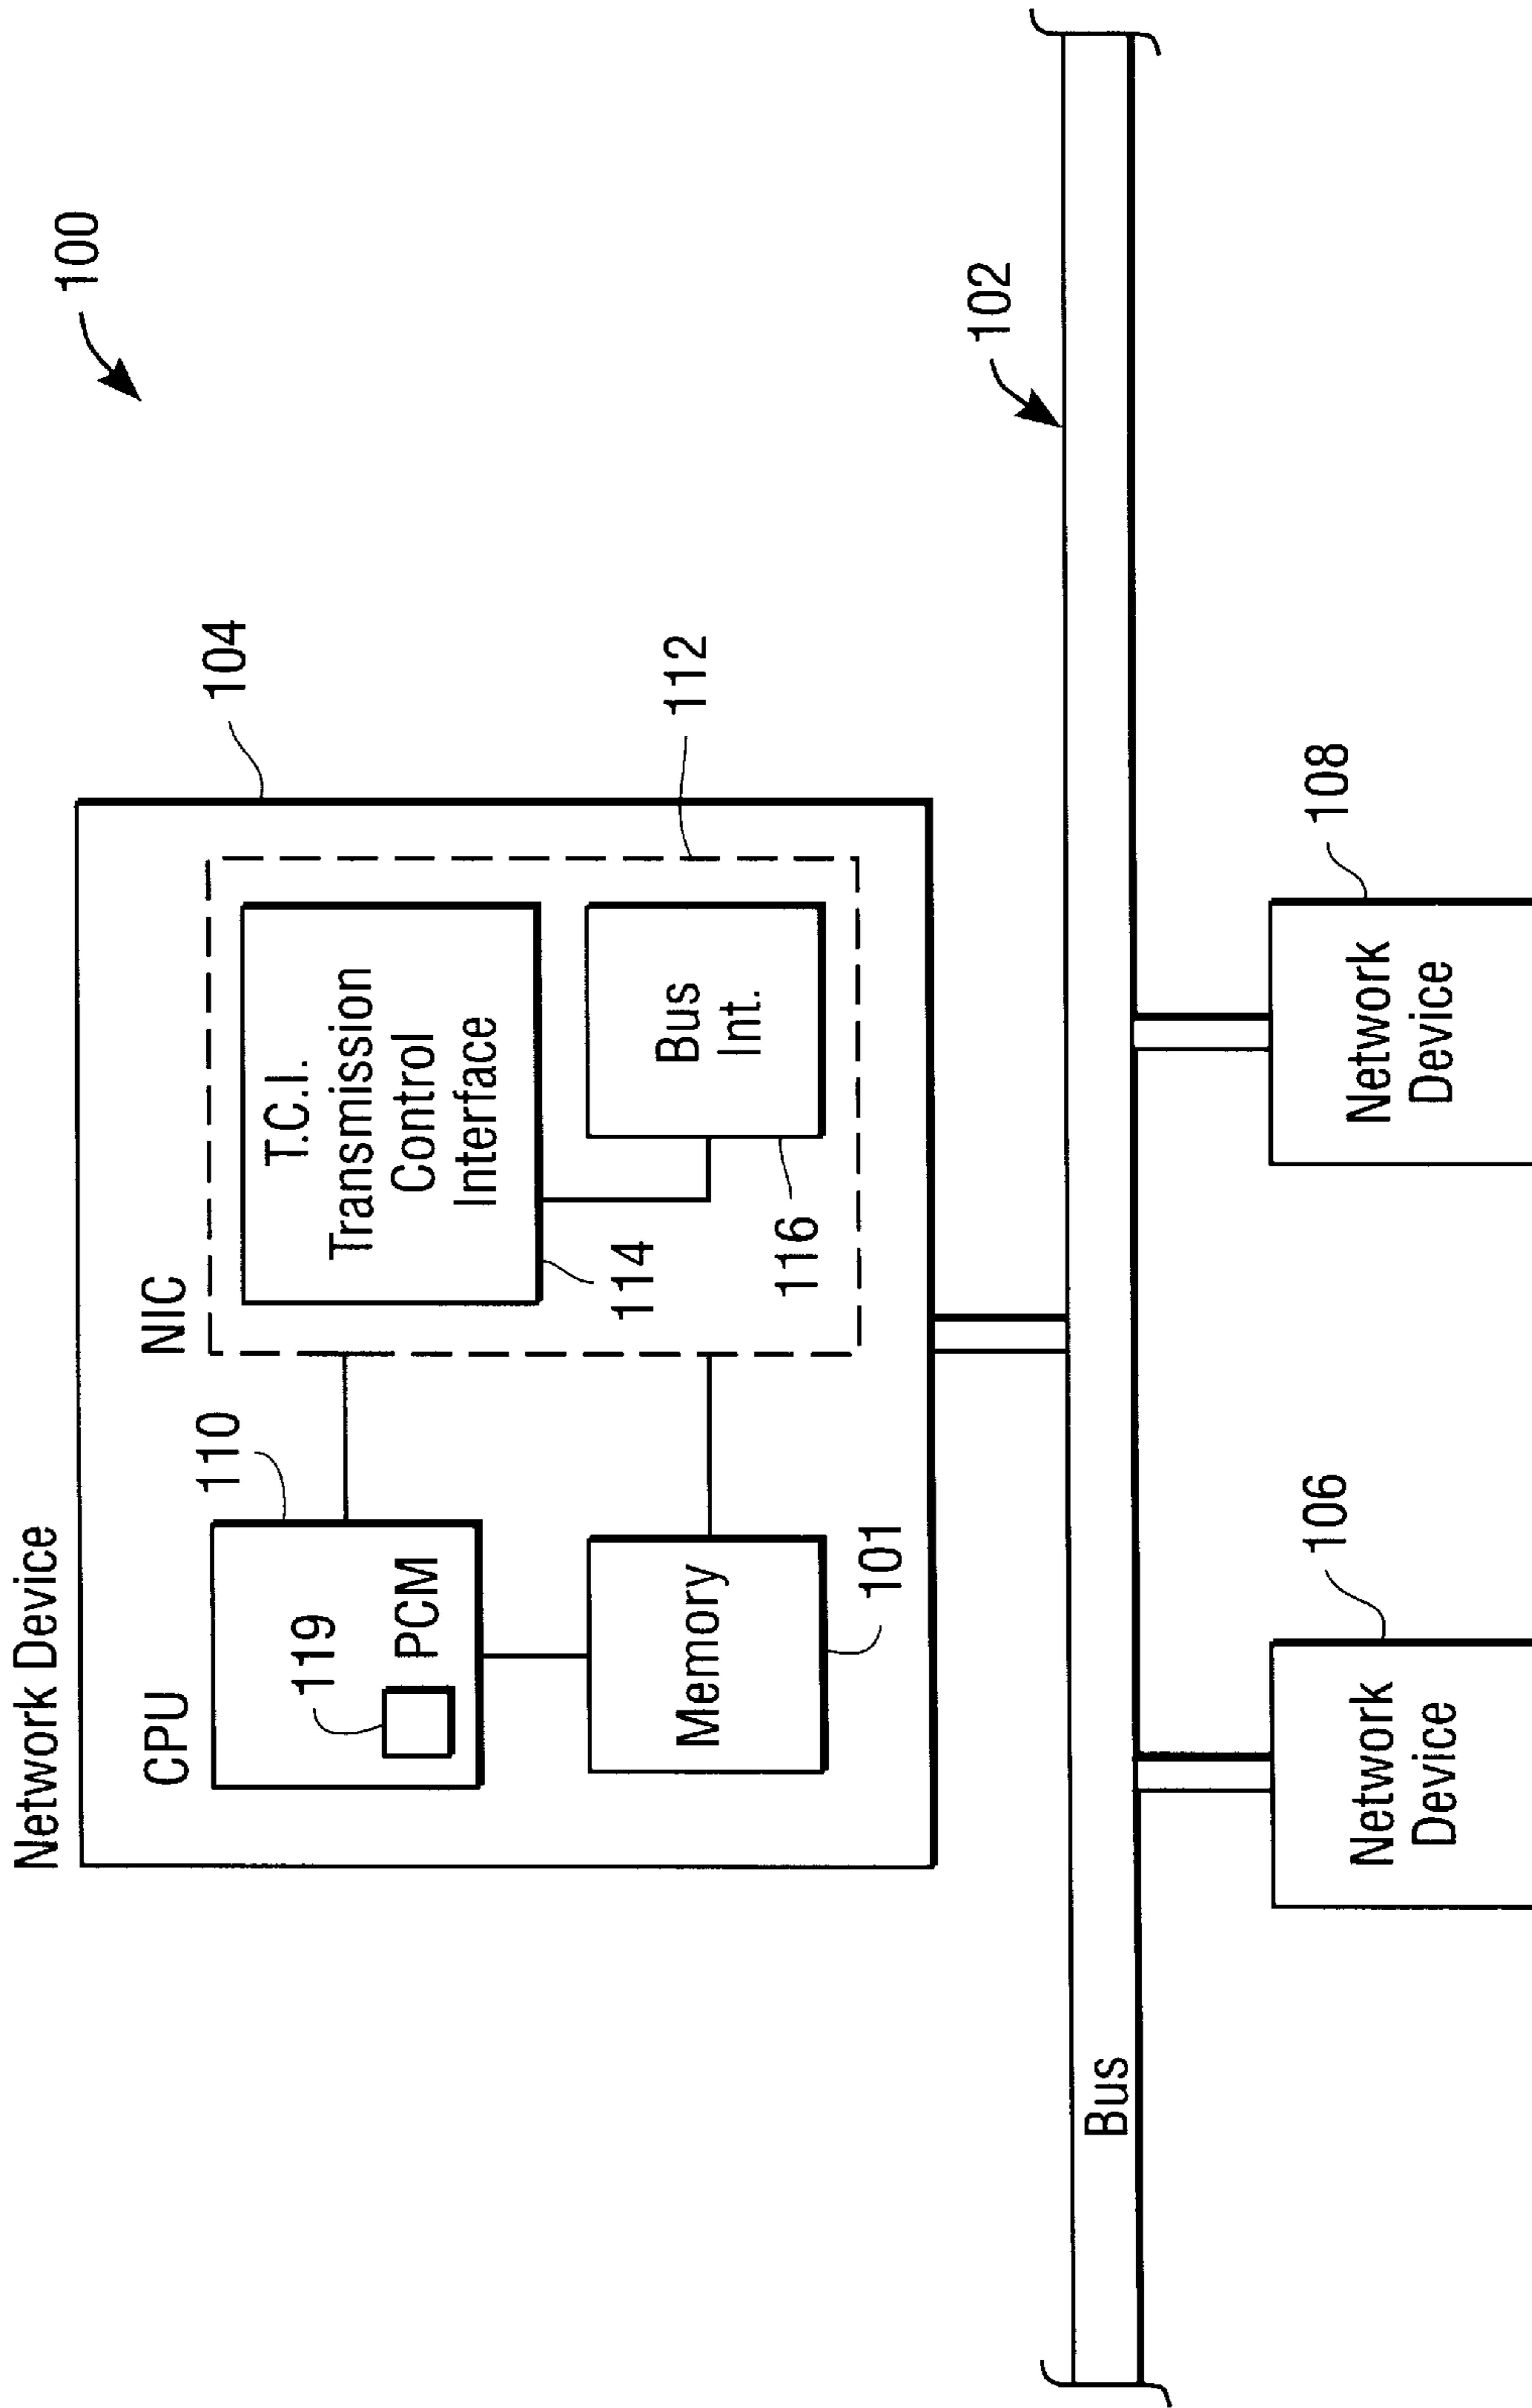 100
Network Device
104
CPU
110
119
PCM
Memory
101
NIC
T.C.I.
Transmission
Control
Interface
114
Bus
Int.
116
112
102
Bus
Network
Device
106
Network
Device
108